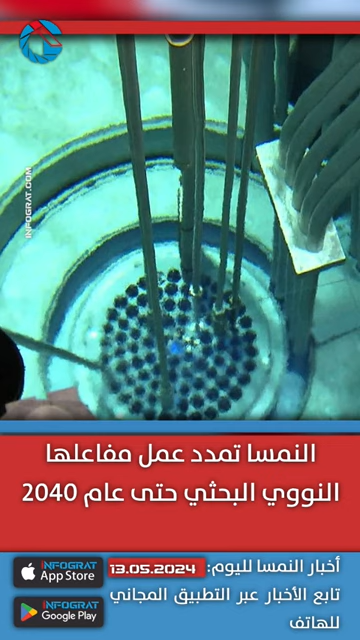 INFOGRAT.COM
النمسا تمدد عمل مفاعلها
النووي البحثي حتى عام 2040
أخبار النمسا لليوم: 13.05.2024
تابع الأخبار عبر التطبيق المجاني
للهاتف
INFOGRAT
App Store
INFOGRAT
Google Play